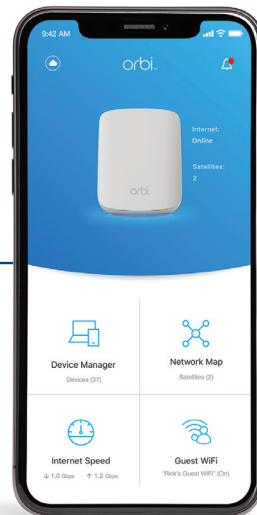 9:42 AM
orbi™
Internet:
Online
Satellites:
2
orbi
Device Manager
Devices (37)
Network Map
Satellites (2)
Internet Speed
↓ 1.0 Gbps ↑ 1.2 Gbps
Guest WiFi
"Rick's Guest WiFi" (On)